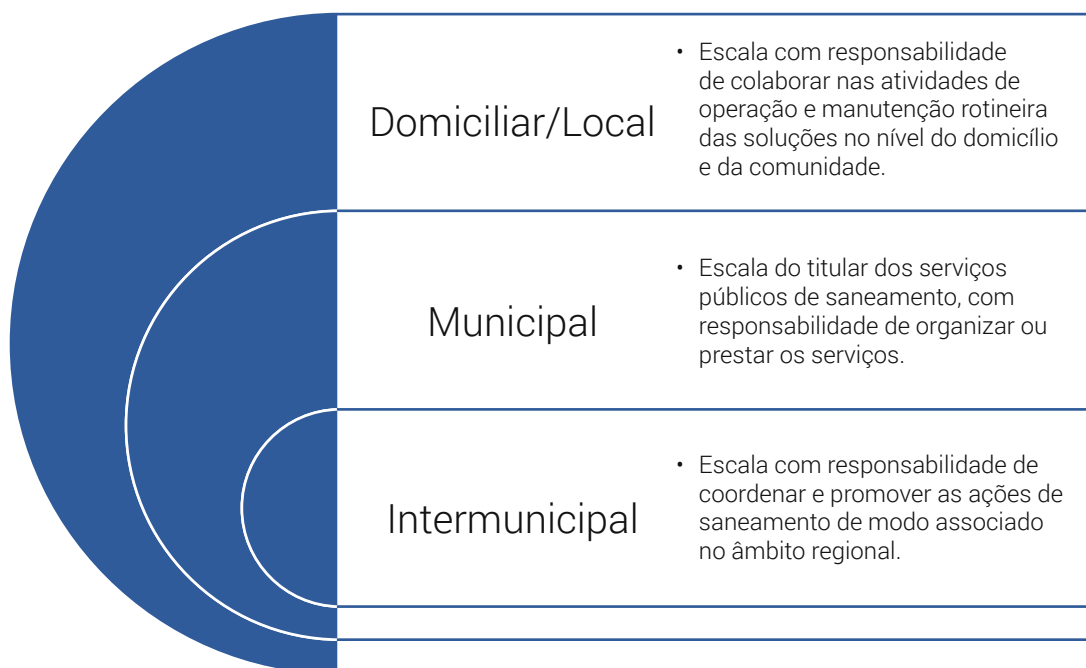 Domiciliar/Local
• Escala com responsabilidade
de colaborar nas atividades de
operação e manutenção rotineira
das soluções no nível do domicílio
e da comunidade.
Municipal
• Escala do titular dos serviços
públicos de saneamento, com
responsabilidade de organizar ou
prestar os serviços.
Intermunicipal
• Escala com responsabilidade de
coordenar e promover as ações de
saneamento de modo associado
no âmbito regional.